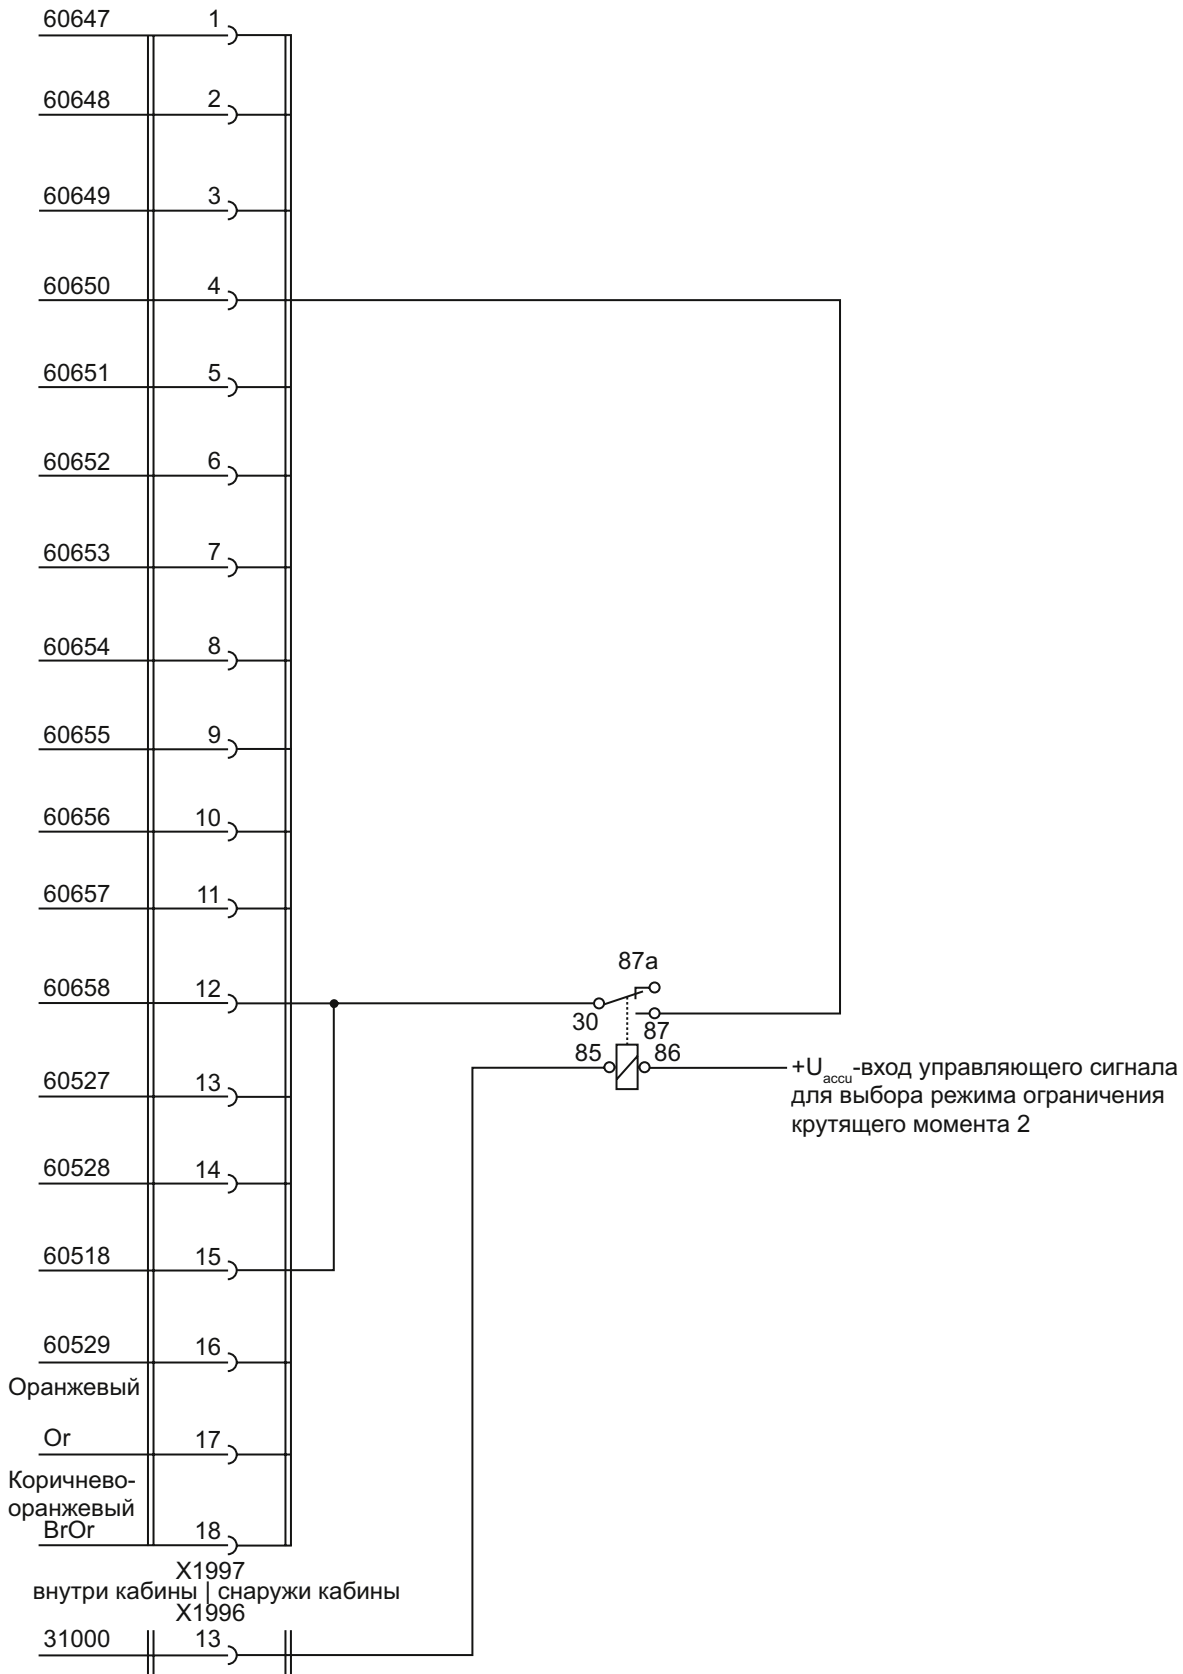 60647 1
60648 2
60649 3
60650 4
60651 5
60652 6
60653 7
60654 8
60655 9
60656 10
60657 11
87a
60658 12
30
87
85 86
+Uaccu-вход управляющего сигнала
для выбора режима ограничения
крутящего момента 2
60527 13
60528 14
60518 15
60529 16
Оранжевый
Or 17
Коричнево-
оранжевый
BrOr 18
X1997
внутри кабины | снаружи кабины
X1996
31000 13